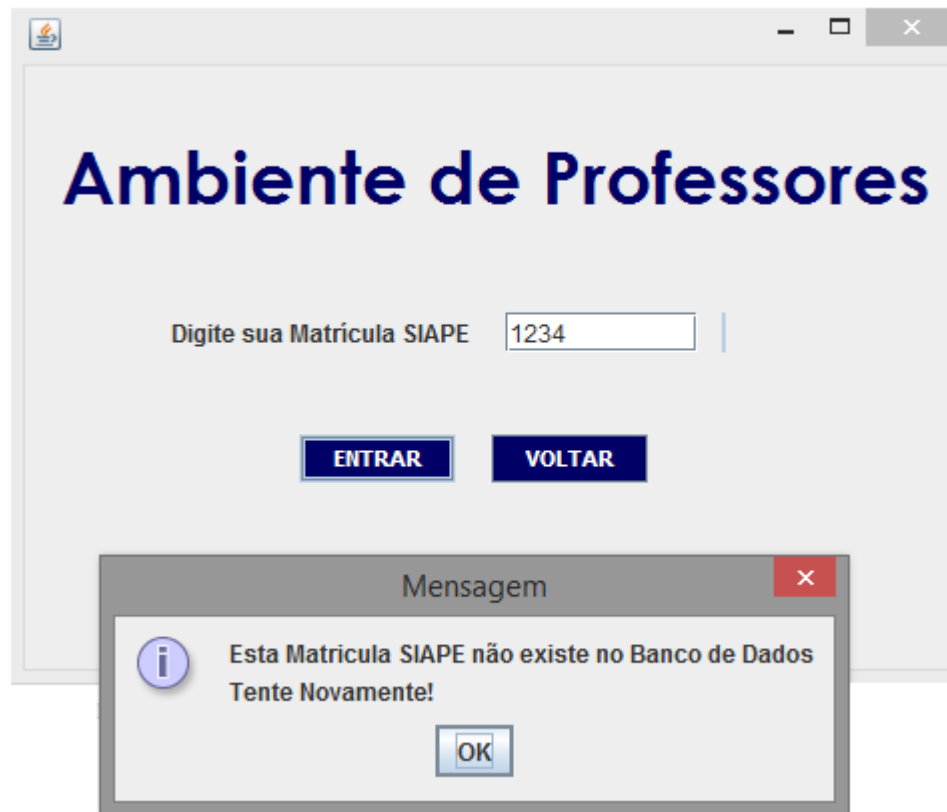 Ambiente de Professores
Digite sua Matrícula SIAPE 1234
ENTRAR VOLTAR
Mensagem
Esta Matricula SIAPE não existe no Banco de Dados
Tente Novamente!
OK